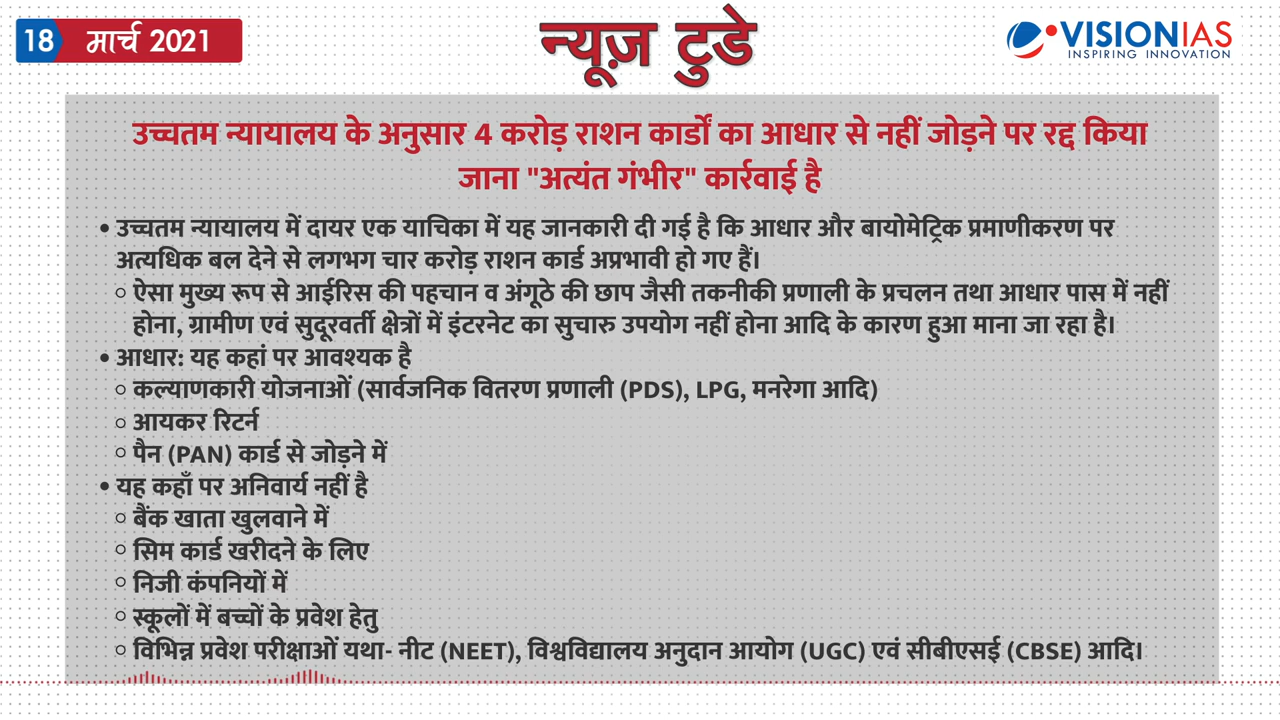 18 मार्च 2021
न्यूज़ टुडे
VISIONIAS
INSPIRING INNOVATION
उच्चतम न्यायालय के अनुसार 4 करोड़ राशन कार्डों का आधार से नहीं जोड़ने पर रद्द किया
जाना "अत्यंत गंभीर" कार्रवाई है
• उच्चतम न्यायालय में दायर एक याचिका में यह जानकारी दी गई है कि आधार और बायोमेट्रिक प्रमाणीकरण पर
अत्यधिक बल देने से लगभग चार करोड़ राशन कार्ड अप्रभावी हो गए हैं।
○ ऐसा मुख्य रूप से आईरिस की पहचान व अंगूठे की छाप जैसी तकनीकी प्रणाली के प्रचलन तथा आधार पास में नहीं
होना, ग्रामीण एवं सुदूरवर्ती क्षेत्रों में इंटरनेट का सुचारु उपयोग नहीं होना आदि के कारण हुआ माना जा रहा है।
• आधार: यह कहां पर आवश्यक है
○ कल्याणकारी योजनाओं (सार्वजनिक वितरण प्रणाली (PDS), LPG, मनरेगा आदि)
○ आयकर रिटर्न
○ पैन (PAN) कार्ड से जोड़ने में
• यह कहाँ पर अनिवार्य नहीं है
○ बैंक खाता खुलवाने में
○ सिम कार्ड खरीदने के लिए
○ निजी कंपनियों में
○ स्कूलों में बच्चों के प्रवेश हेतु
○ विभिन्न प्रवेश परीक्षाओं यथा- नीट (NEET), विश्वविद्यालय अनुदान आयोग (UGC) एवं सीबीएसई (CBSE) आदि।